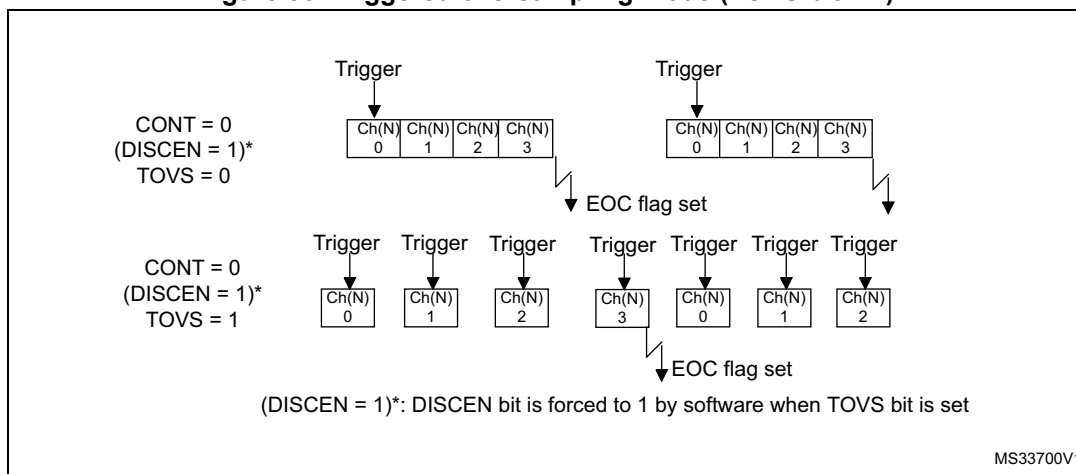 Trigger Trigger
CONT = 0
(DISCEN = 1)*
TOVS = 0
Ch(N) Ch(N) Ch(N) Ch(N) Ch(N) Ch(N) Ch(N) Ch(N)
0 1 2 3 0 1 2 3
EOC flag set
Trigger Trigger Trigger Trigger Trigger Trigger Trigger
CONT = 0
(DISCEN = 1)*
TOVS = 1
Ch(N) Ch(N) Ch(N) Ch(N) Ch(N) Ch(N) Ch(N)
0 1 2 3 0 1 2
EOC flag set
(DISCEN = 1)*: DISCEN bit is forced to 1 by software when TOVS bit is set
MS33700V1